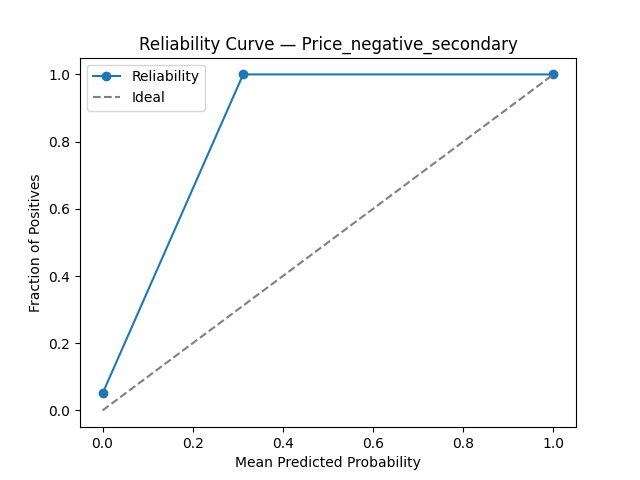 Reliability Curve — Price_negative_secondary
Reliability
Ideal
1.0
0.8
0.6
0.4
0.2
0.0
Fraction of Positives
0.0 0.2 0.4 0.6 0.8 1.0
Mean Predicted Probability